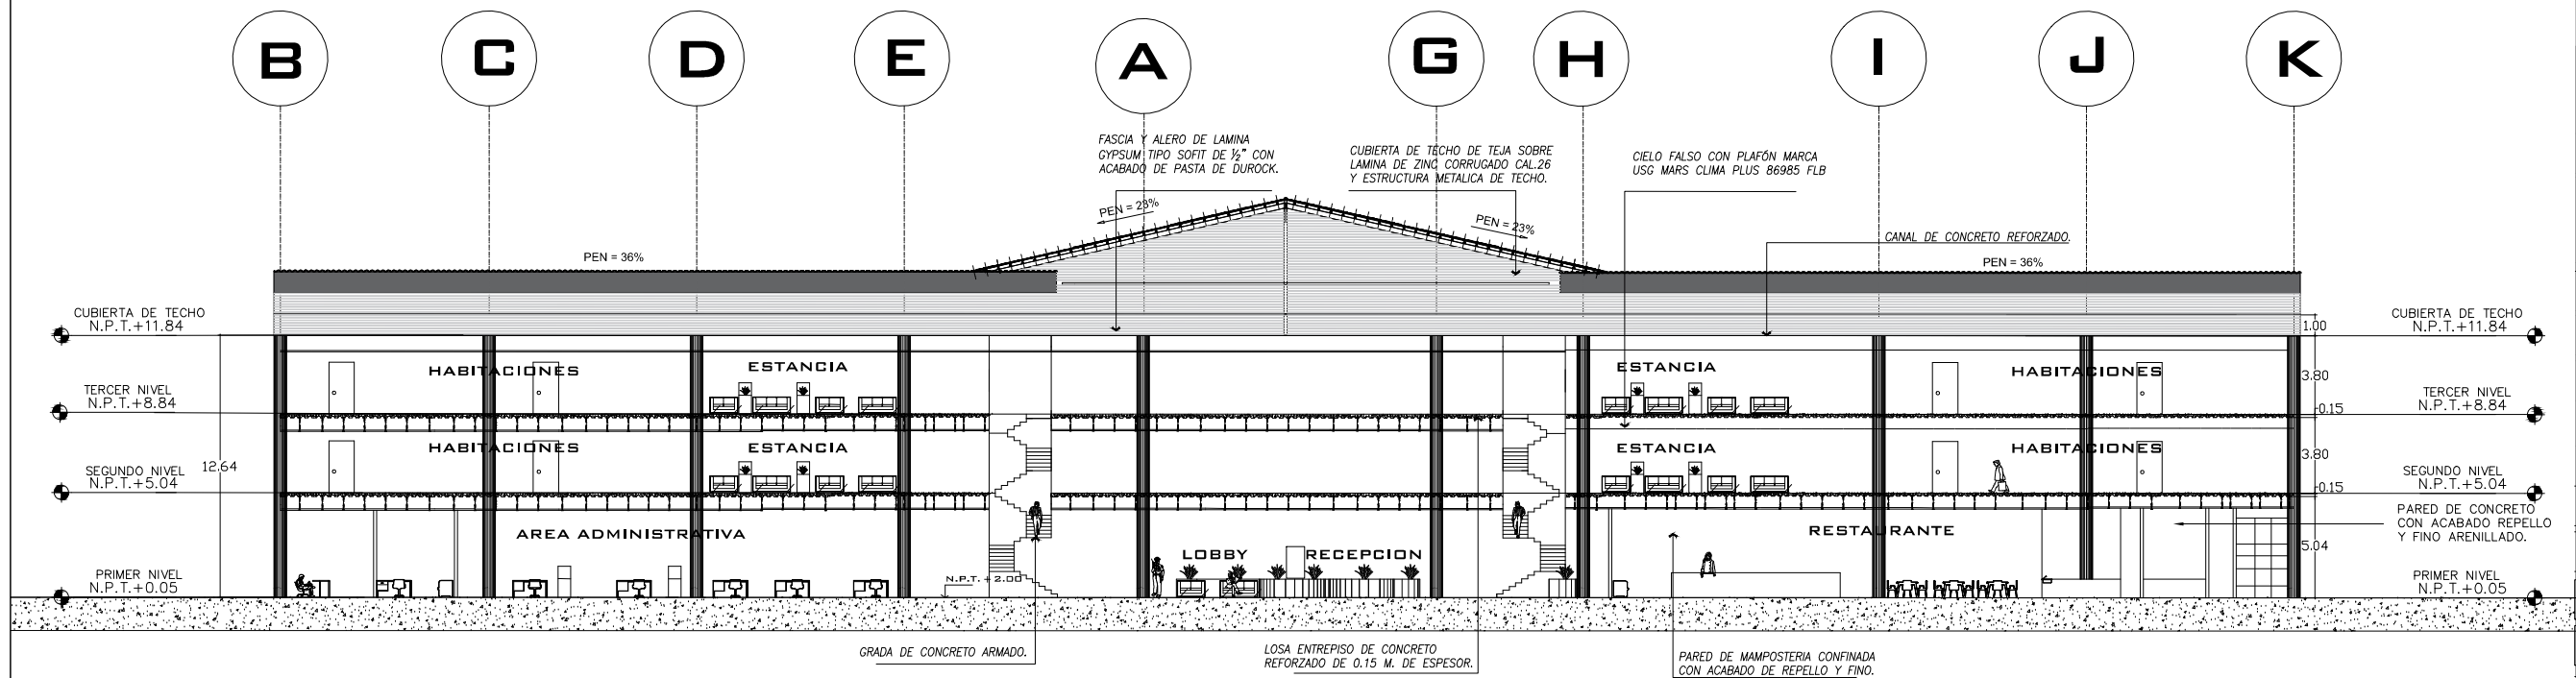 B C D E A G H I J K
FASCIA Y ALERO DE LAMINA
GYPSUM TIPO SOFIT DE ½" CON
ACABADO DE PASTA DE DUROCK.
CUBIERTA DE TECHO DE TEJA SOBRE
LAMINA DE ZINC CORRUGADO CAL.26
Y ESTRUCTURA METALICA DE TECHO.
CIELO FALSO CON PLAFÓN MARCA
USG MARS CLIMA PLUS 86985 FLB
PEN = 23%
PEN = 23%
CANAL DE CONCRETO REFORZADO.
PEN = 36%
PEN = 36%
CUBIERTA DE TECHO
N.P.T.+11.84
CUBIERTA DE TECHO
N.P.T.+11.84
1.00
HABITACIONES
ESTANCIA
ESTANCIA
HABITACIONES
3.80
TERCER NIVEL
N.P.T.+8.84
TERCER NIVEL
N.P.T.+8.84
0.15
HABITACIONES
ESTANCIA
ESTANCIA
HABITACIONES
3.80
12.64
SEGUNDO NIVEL
N.P.T.+5.04
SEGUNDO NIVEL
N.P.T.+5.04
0.15
AREA ADMINISTRATIVA
RESTAURANTE
PARED DE CONCRETO
CON ACABADO REPELLO
Y FINO ARENILLADO.
5.04
LOBBY
RECEPCION
N.P.T. +2.00
PRIMER NIVEL
N.P.T.+0.05
PRIMER NIVEL
N.P.T.+0.05
GRADA DE CONCRETO ARMADO.
LOSA ENTREPISO DE CONCRETO
REFORZADO DE 0.15 M. DE ESPESOR.
PARED DE MAMPOSTERIA CONFINADA
CON ACABADO DE REPELLO Y FINO.